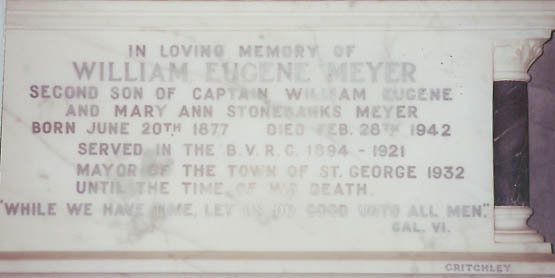 IN LOVING MEMORY OF
WILLIAM EUGENE MEYER
SECOND SON OF CAPTAIN WILLIAM EUGENE
AND MARY ANN STONEBANKS MEYER
BORN JUNE 20TH 1877 DIED FEB. 28TH 1942
SERVED IN THE B.V.R.C. 1894 - 1921
MAYOR OF THE TOWN OF ST. GEORGE 1932
UNTIL THE TIME OF HIS DEATH.
"WHILE WE HAVE TIME, LET US DO GOOD UNTO ALL MEN."
GAL. VI.
CRITCHLEY